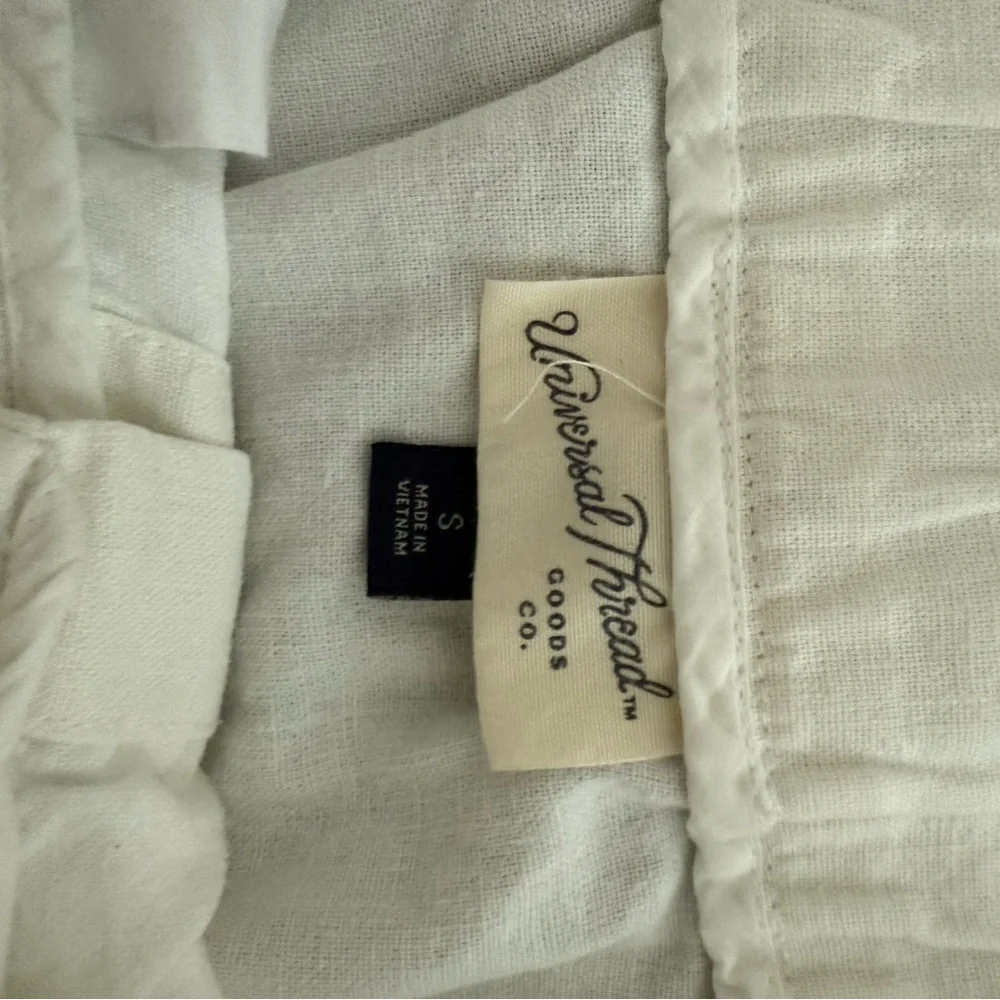 Universal Thread™
GOODS
CO.
S
MADE IN
VIETNAM